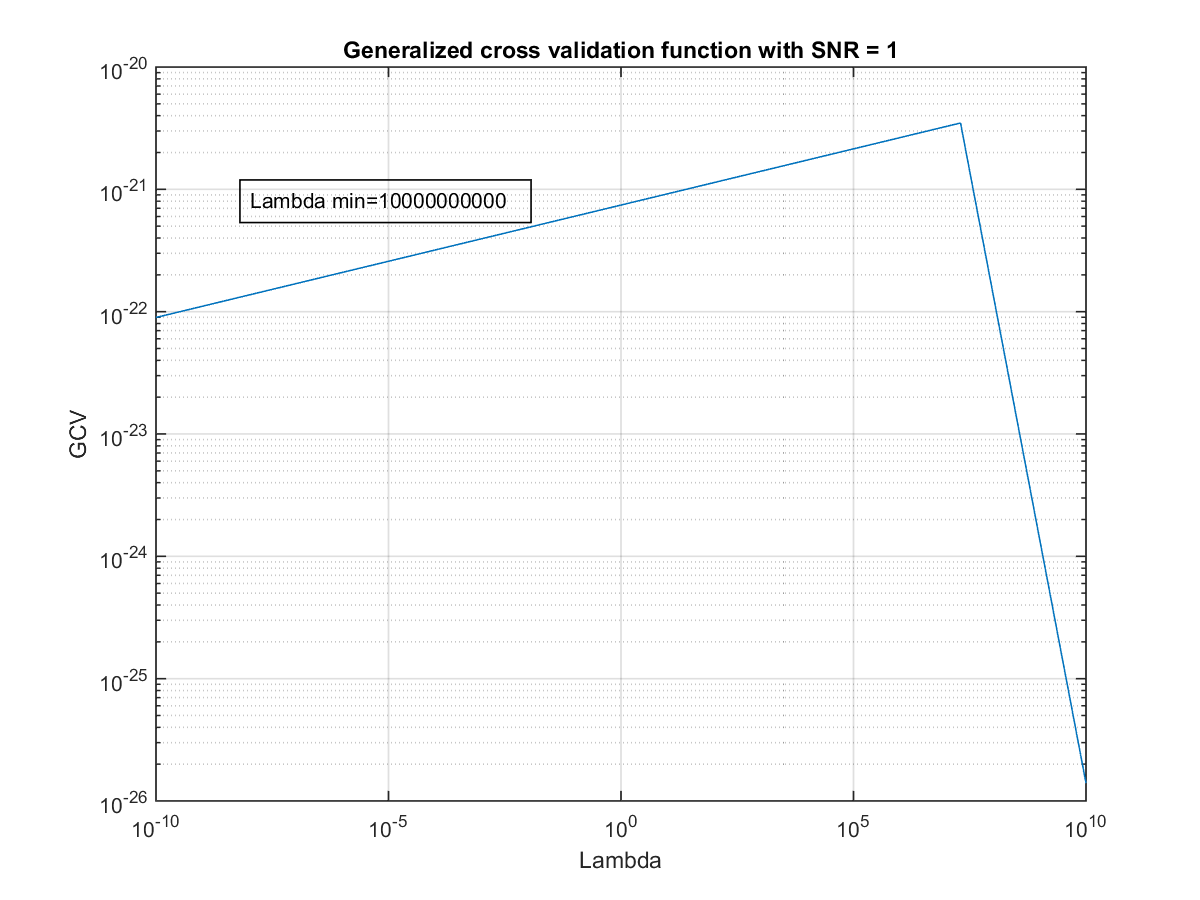 Generalized cross validation function with SNR = 1
10^-20
10^-21
Lambda min=10000000000
10^-22
10^-23
GCV
10^-24
10^-25
10^-26
10^-10 10^-5 10^0 10^5 10^10
Lambda